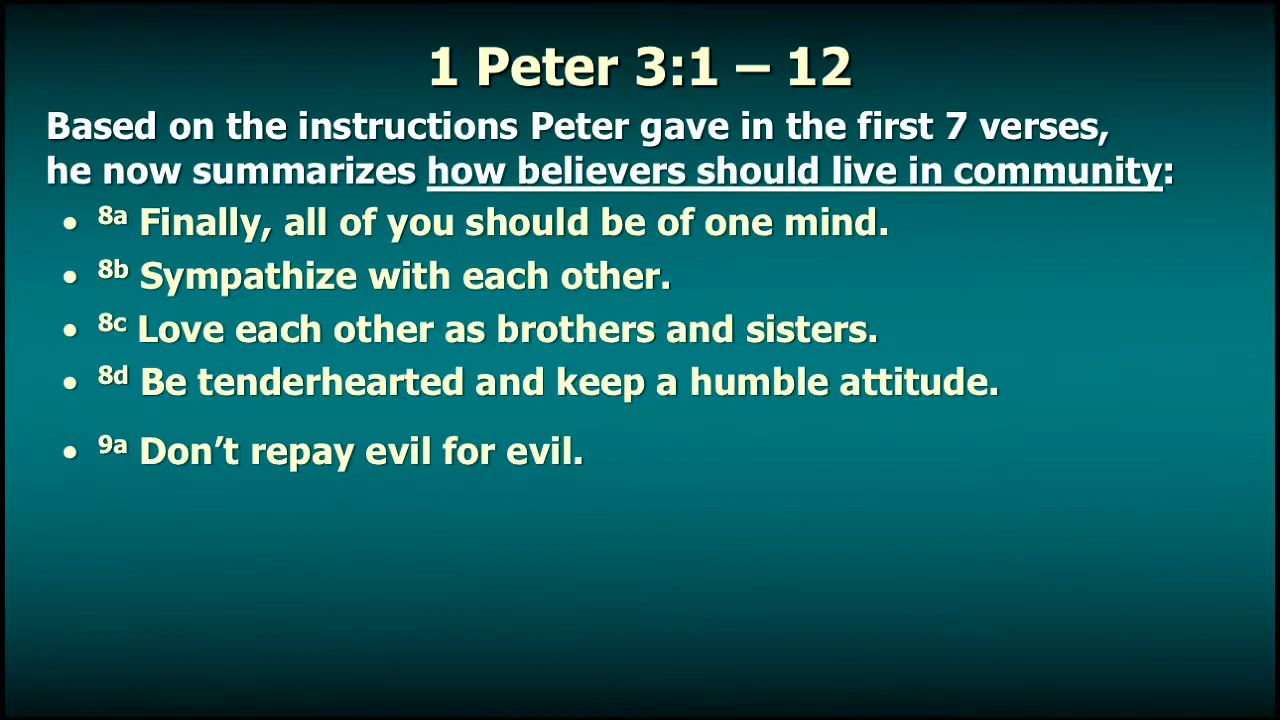 1 Peter 3:1 – 12
Based on the instructions Peter gave in the first 7 verses,
he now summarizes how believers should live in community:
• 8a Finally, all of you should be of one mind.
• 8b Sympathize with each other.
• 8c Love each other as brothers and sisters.
• 8d Be tenderhearted and keep a humble attitude.
• 9a Don’t repay evil for evil.